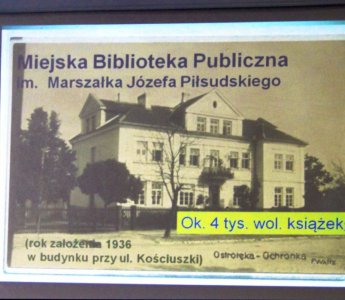 Miejska Biblioteka Publiczna
im. Marszałka Józefa Piłsudskiego
Ok. 4 tys. wol. książek
(rok założenia 1936
w budynku przy ul. Kościuszki)
Ostrołęka - Ochronka